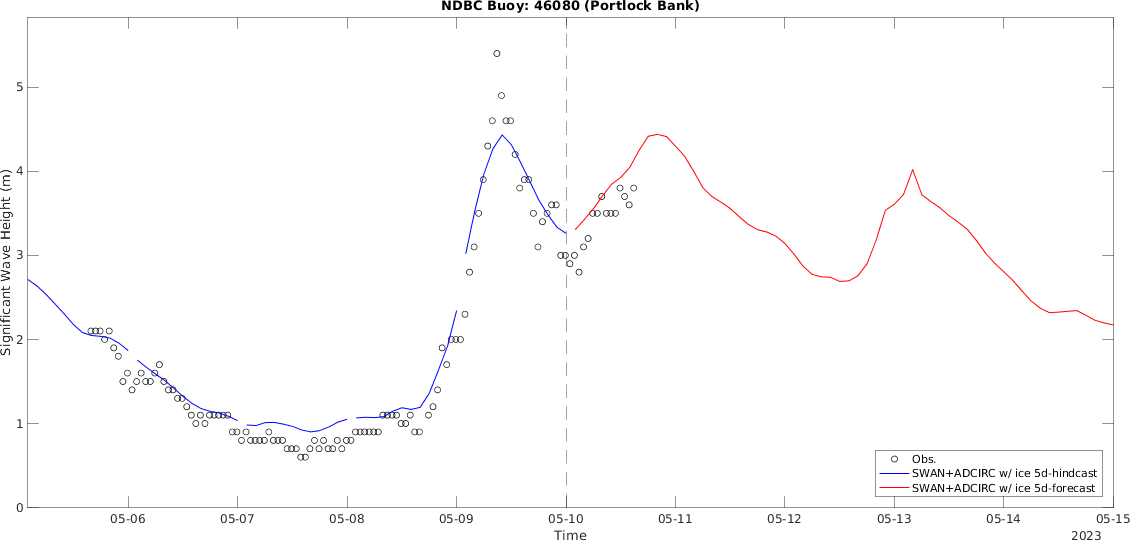 NDBC Buoy: 46080 (Portlock Bank)
5
4
3
2
1
0
Significant Wave Height (m)
Obs.
SWAN+ADCIRC w/ ice 5d-hindcast
SWAN+ADCIRC w/ ice 5d-forecast
05-06 05-07 05-08 05-09 05-10 05-11 05-12 05-13 05-14 05-15
Time
2023